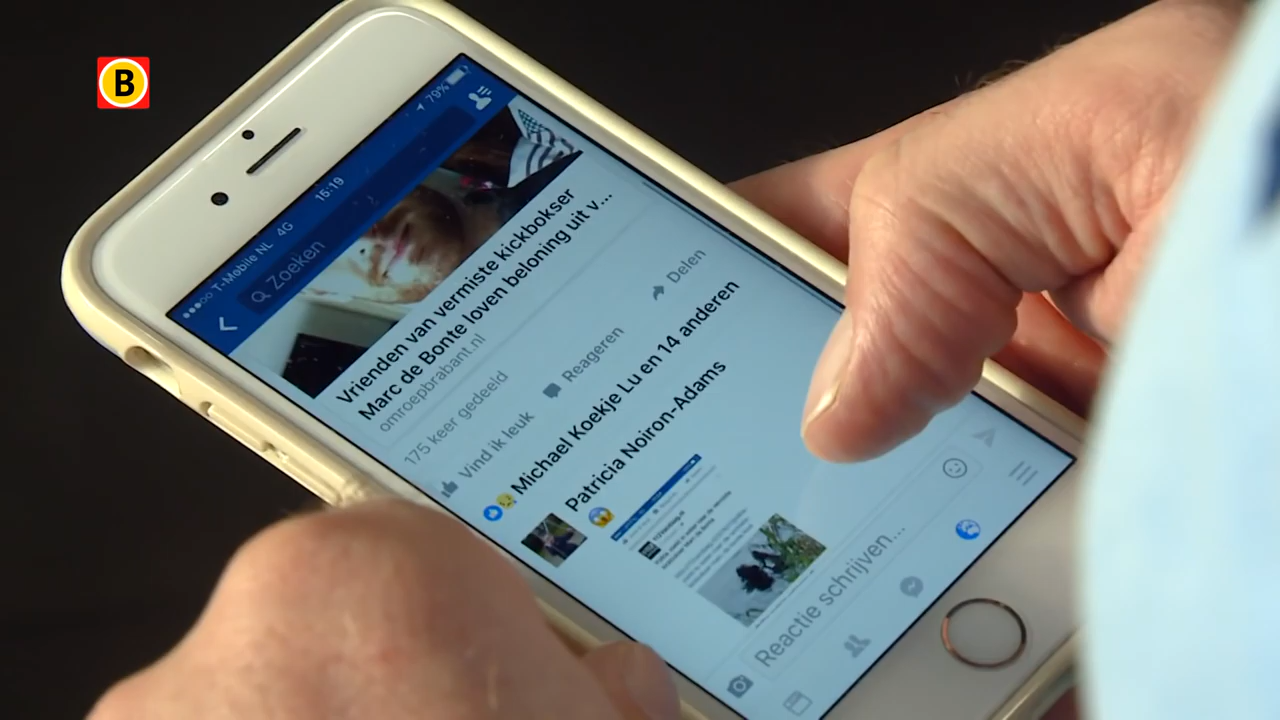 B
T-Mobile NL 4G 15:19 79%
Zoeken
Vrienden van vermiste kickbokser
Marc de Bonte loven beloning uit v...
omroepbrabant.nl
175 keer gedeeld
Vind ik leuk Reageren Delen
Michael Koekje Lu en 14 anderen
Patricia Noiron-Adams
Reactie schrijven...